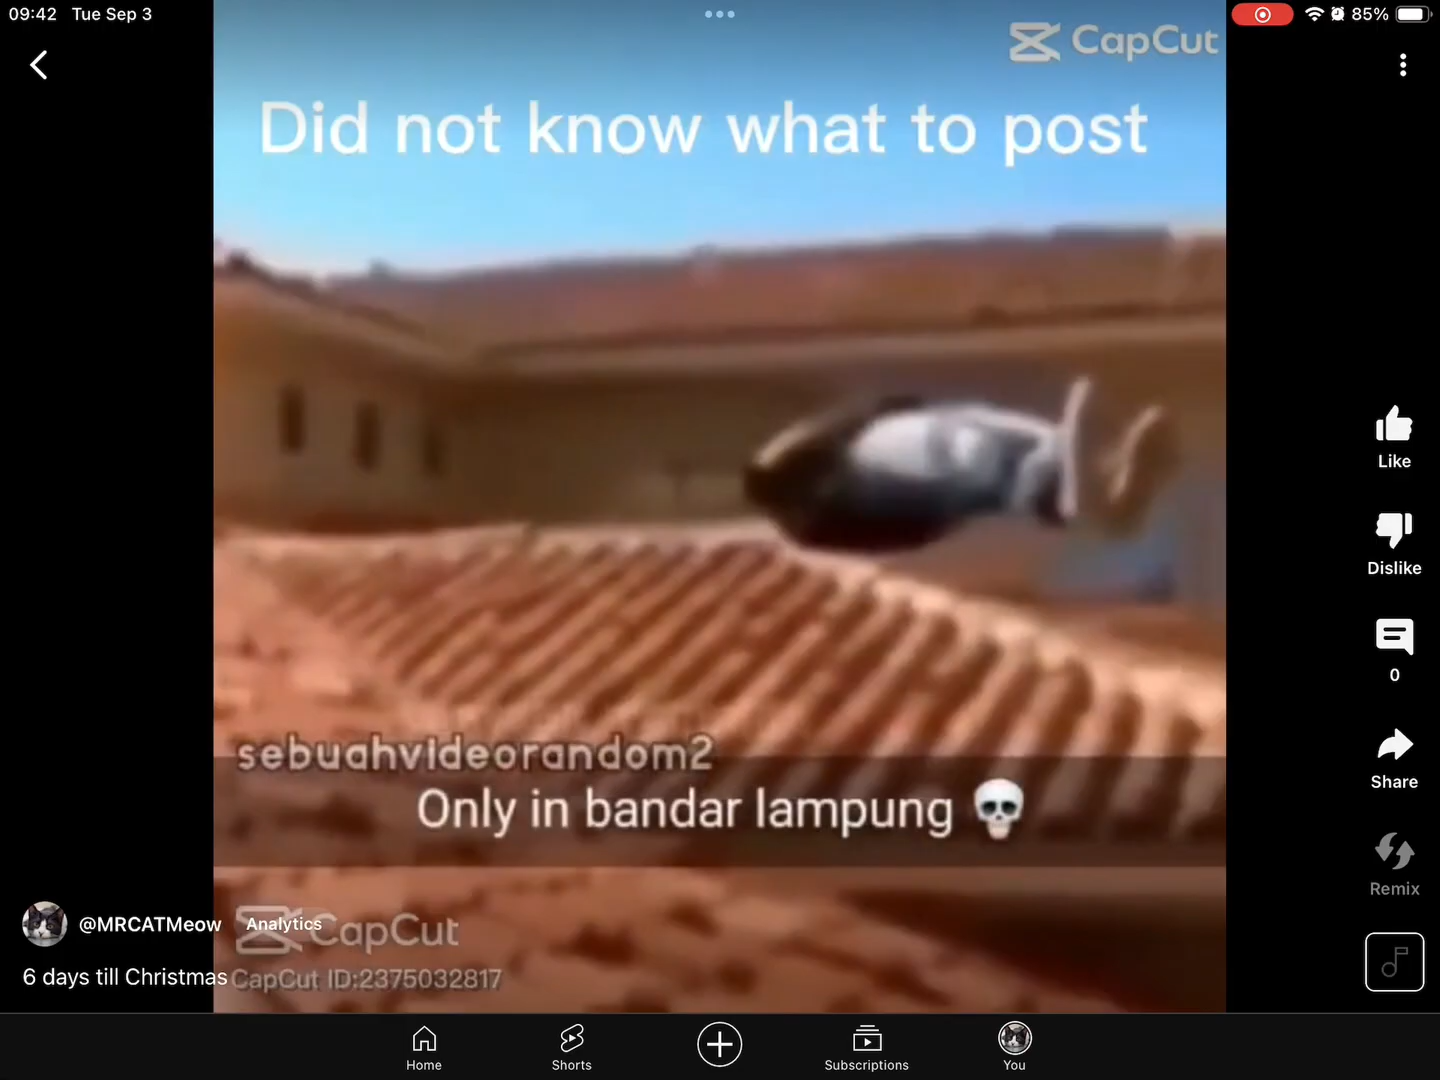 09:42 Tue Sep 3
85%
CapCut
Did not know what to post
Like
Dislike
0
Share
Remix
sebuahvideorandom2
Only in bandar lampung 💀
@MRCATMeow Analytics
CapCut
6 days till Christmas
CapCut ID:2375032817
Home
Shorts
Subscriptions
You